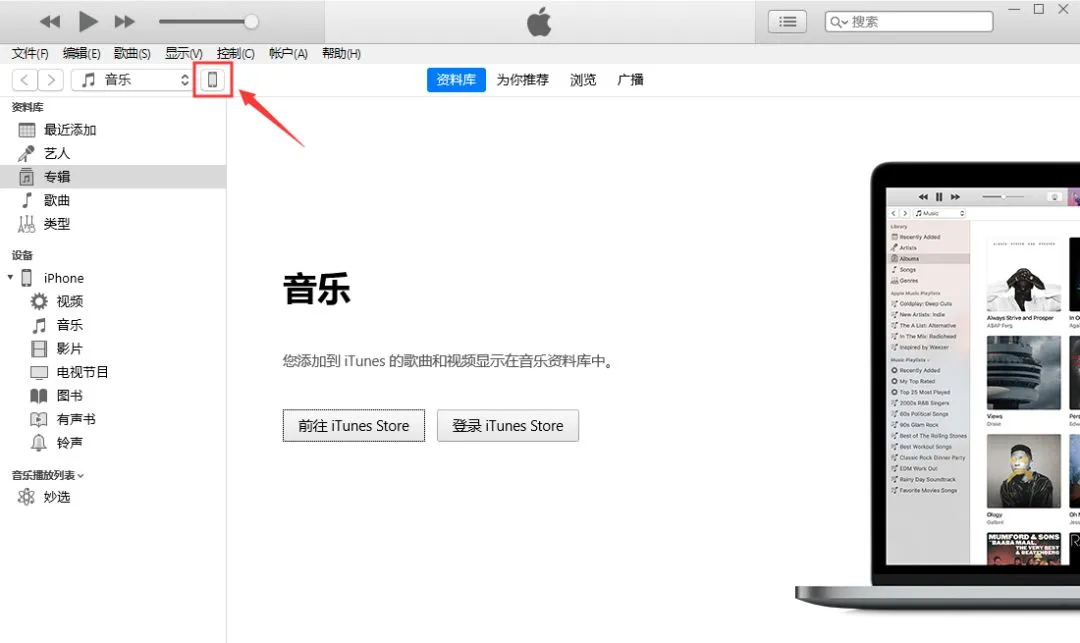 搜索
文件(F) 编辑(E) 歌曲(S) 显示(V) 控制(C) 帐户(A) 帮助(H)
音乐
资料库 为你推荐 浏览 广播
资料库
最近添加
艺人
专辑
歌曲
类型
设备
iPhone
视频
音乐
影片
电视节目
图书
有声书
铃声
音乐播放列表
妙选
音乐
您添加到 iTunes 的歌曲和视频显示在音乐资料库中。
前往 iTunes Store 登录 iTunes Store
Music
Library
Recently Added
Artists
Albums
Songs
Genres
Apple Music Playlists
Coldplay: Deep Cuts
New Artists: Indie
The A List: Alternative
In The Mix: Radiohead
Inspired by Weezer
Music Playlists
Recently Added
My Top Rated
Top 25 Most Played
2000s R&B Singers
80s Political Songs
90s Glam Rock
Best of The Rolling Stones
Best Workout Songs
Classic Rock Dinner Party
EDM Work Out
Rainy Day Soundtrack
Favorite Movies Songs
ALWAYS STRIVE AND PROSPER
Always Strive and Prosper
A$AP Ferg
Views
Drake
Ology
Gallant
MUMFORD & SONS
"BAABA MAAL,
THE VERY BEST
& BEATENBERG